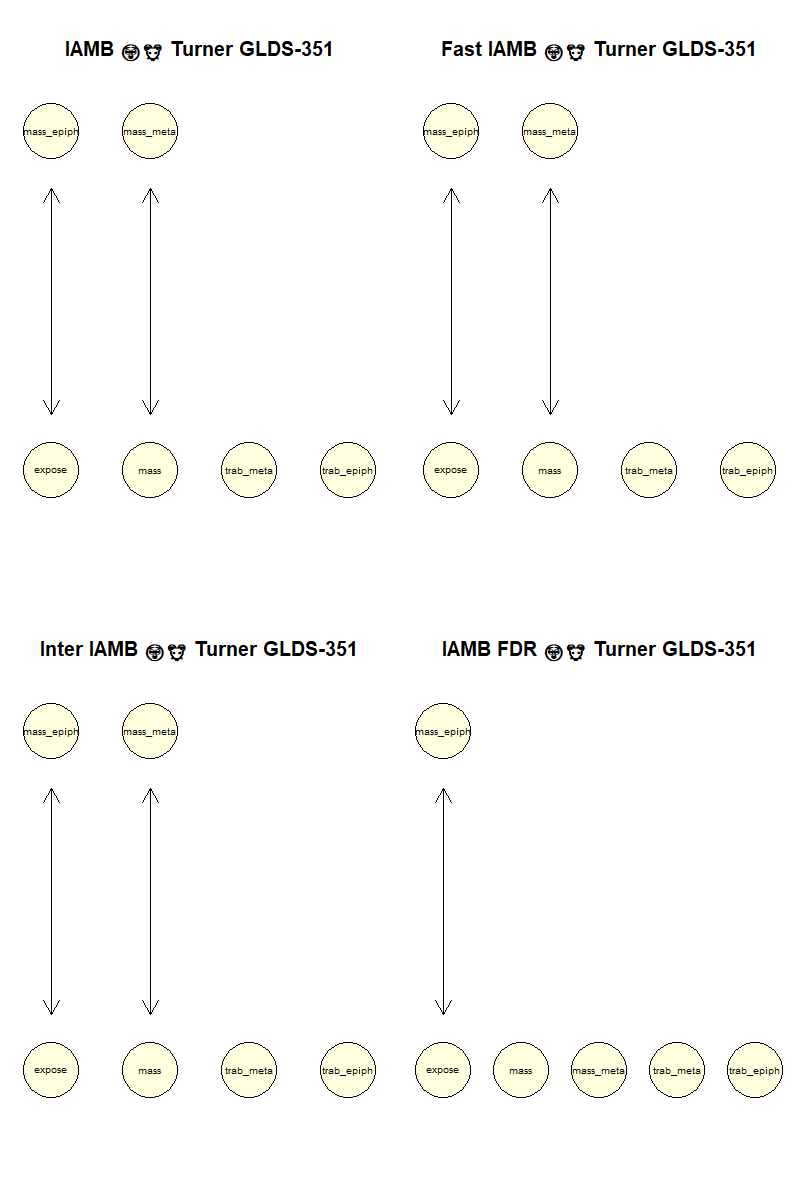 IAMB 😷🐭 Turner GLDS-351
Fast IAMB 😷🐭 Turner GLDS-351
mass_epiph mass_meta
mass_epiph mass_meta
expose mass trab_meta trab_epiph
expose mass trab_meta trab_epiph
Inter IAMB 😷🐭 Turner GLDS-351
IAMB FDR 😷🐭 Turner GLDS-351
mass_epiph mass_meta
mass_epiph
expose mass trab_meta trab_epiph
expose mass mass_meta trab_meta trab_epiph